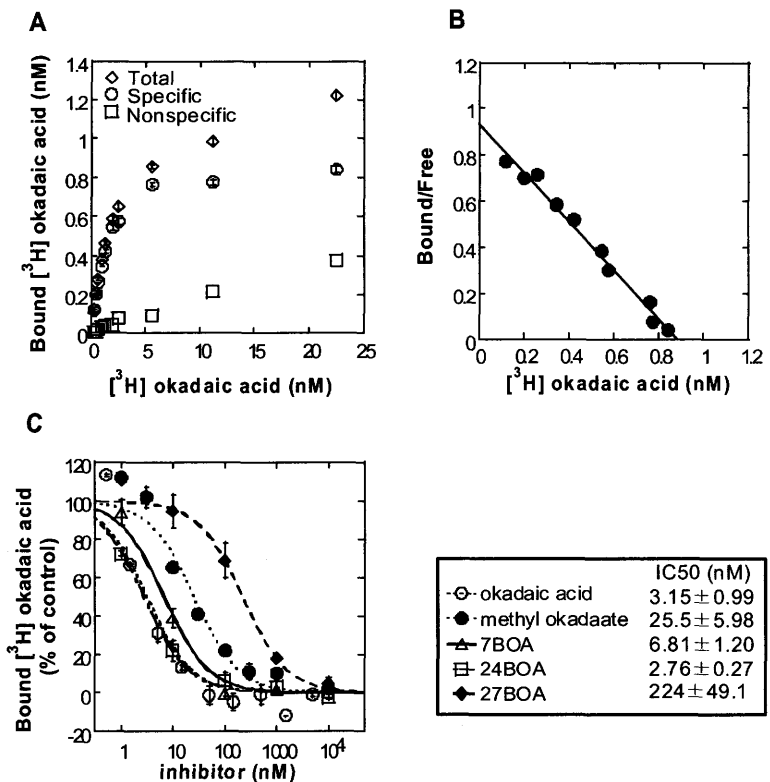 A
Bound [³H] okadaic acid (nM)
1.4
1.2
1
0.8
0.6
0.4
0.2
0
Total
Specific
Nonspecific
0 5 10 15 20 25
[³H] okadaic acid (nM)
B
Bound/Free
1.2
1
0.8
0.6
0.4
0.2
0
0 0.2 0.4 0.6 0.8 1 1.2
[³H] okadaic acid (nM)
C
Bound [³H] okadaic acid
(% of control)
120
100
80
60
40
20
0
-20
1 10 100 1000 10⁴
inhibitor (nM)
IC50 (nM)
okadaic acid 3.15±0.99
methyl okadaate 25.5±5.98
7BOA 6.81±1.20
24BOA 2.76±0.27
27BOA 224±49.1